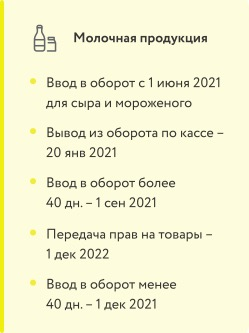 Молочная продукция
Ввод в оборот с 1 июня 2021
для сыра и мороженого
Вывод из оборота по кассе –
20 янв 2021
Ввод в оборот более
40 дн. – 1 сен 2021
Передача прав на товары –
1 дек 2022
Ввод в оборот менее
40 дн. – 1 дек 2021